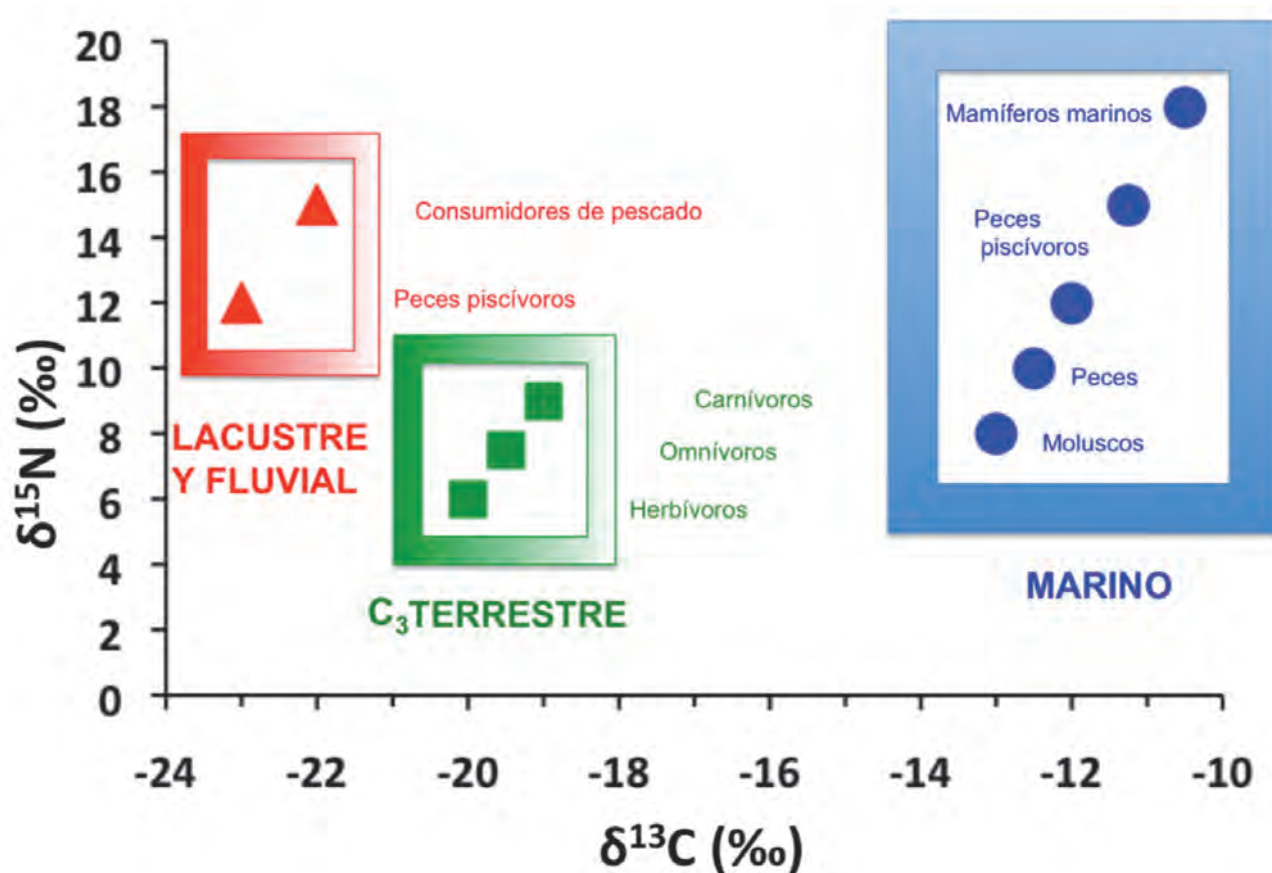 20
18
16
14
12
10
8
6
4
2
0
δ15N (‰)
Consumidores de pescado
Peces piscívoros
LACUSTRE
Y FLUVIAL
Carnívoros
Omnívoros
Herbívoros
C3TERRESTRE
Mamíferos marinos
Peces
piscívoros
Peces
Moluscos
MARINO
-24 -22 -20 -18 -16 -14 -12 -10
δ13C (‰)